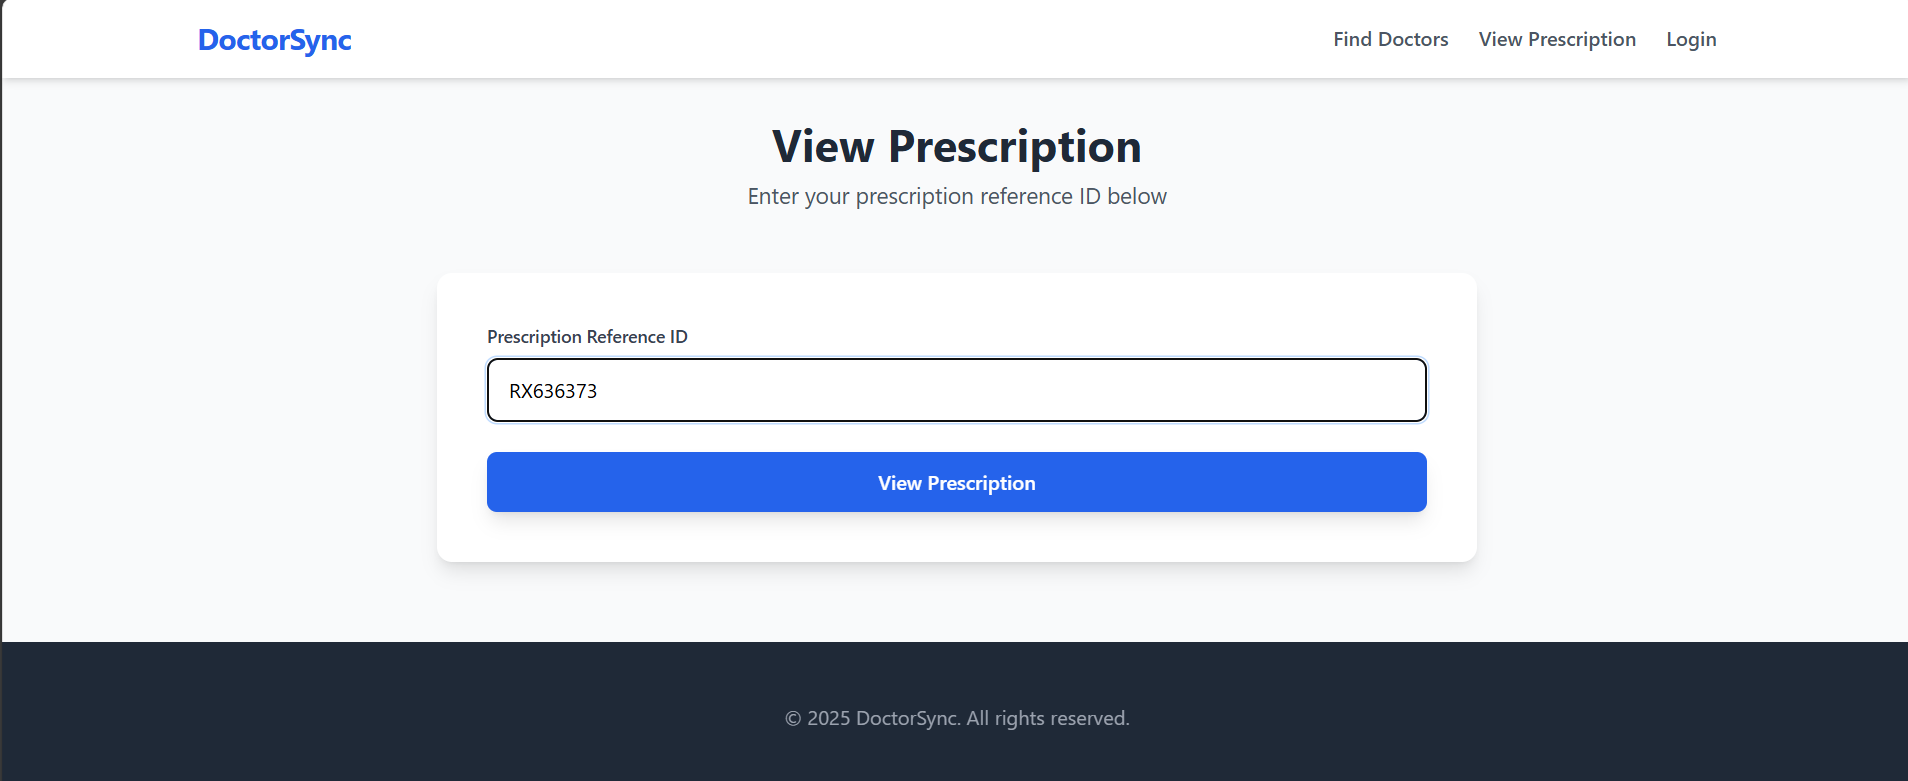 DoctorSync
Find Doctors View Prescription Login
View Prescription
Enter your prescription reference ID below
Prescription Reference ID
RX636373
View Prescription
© 2025 DoctorSync. All rights reserved.